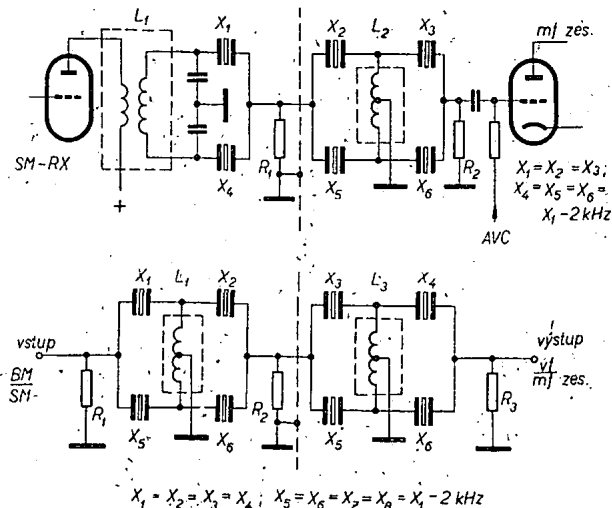 L₁
X₁
X₂
L₂
X₃
mf zes.
SM-RX
+
X₄
R₁
X₅
X₆
R₂
AVC
X₁ = X₂ = X₃;
X₄ = X₅ = X₆ =
X₁ - 2 kHz
X₁
L₁
X₂
X₃
L₃
X₄
vstup
BM
SM
R₁
X₅
X₆
R₂
X₅
X₆
R₃
výstup
vf
mf zes.
X₁ = X₂ = X₃ = X₄; X₅ = X₆ = X₇ = X₈ = X₁ - 2 kHz